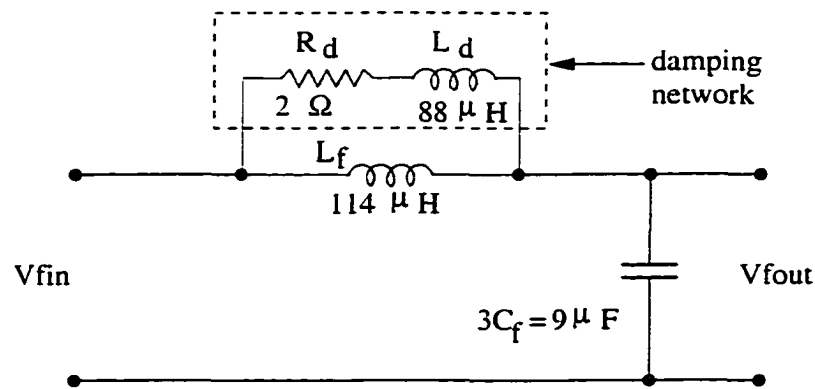 R d
L d
damping
network
2 Ω
88 μ H
L f
114 μ H
Vfin
Vfout
3C f = 9 μ F